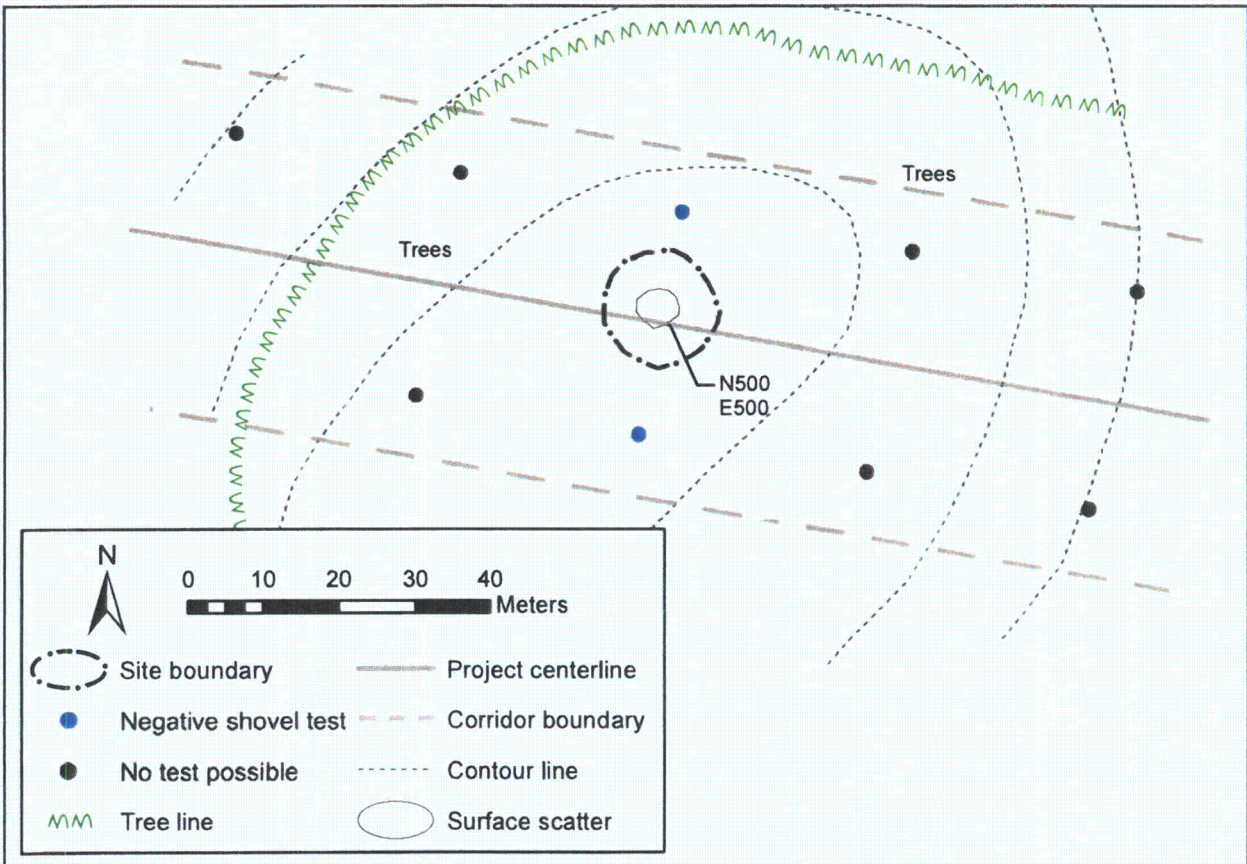 Trees
Trees
N500
E500
N
0 10 20 30 40
Meters
Site boundary
Project centerline
Negative shovel test
Corridor boundary
No test possible
Contour line
Tree line
Surface scatter